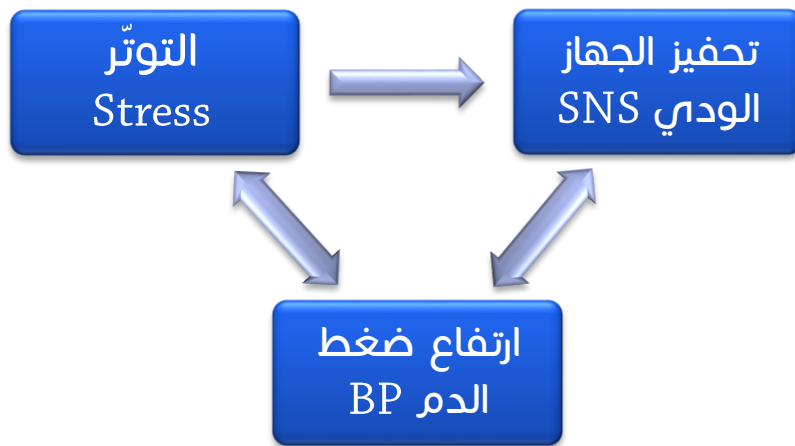 التوتّر
Stress
تحفيز الجهاز
الودي SNS
ارتفاع ضغط
الدم BP